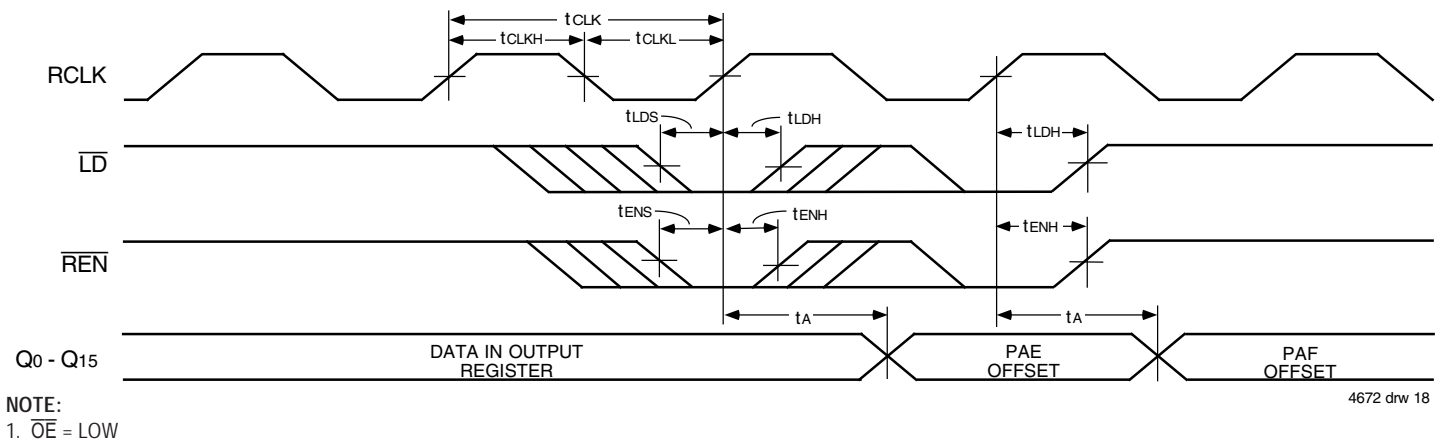 tCLK
tCLKH
tCLKL
RCLK
tLDS
tLDH
tLDH
LD
tENS
tENH
tENH
REN
tA
tA
Q0 - Q15
DATA IN OUTPUT
REGISTER
PAE
OFFSET
PAF
OFFSET
4672 drw 18
NOTE:
1. OE = LOW